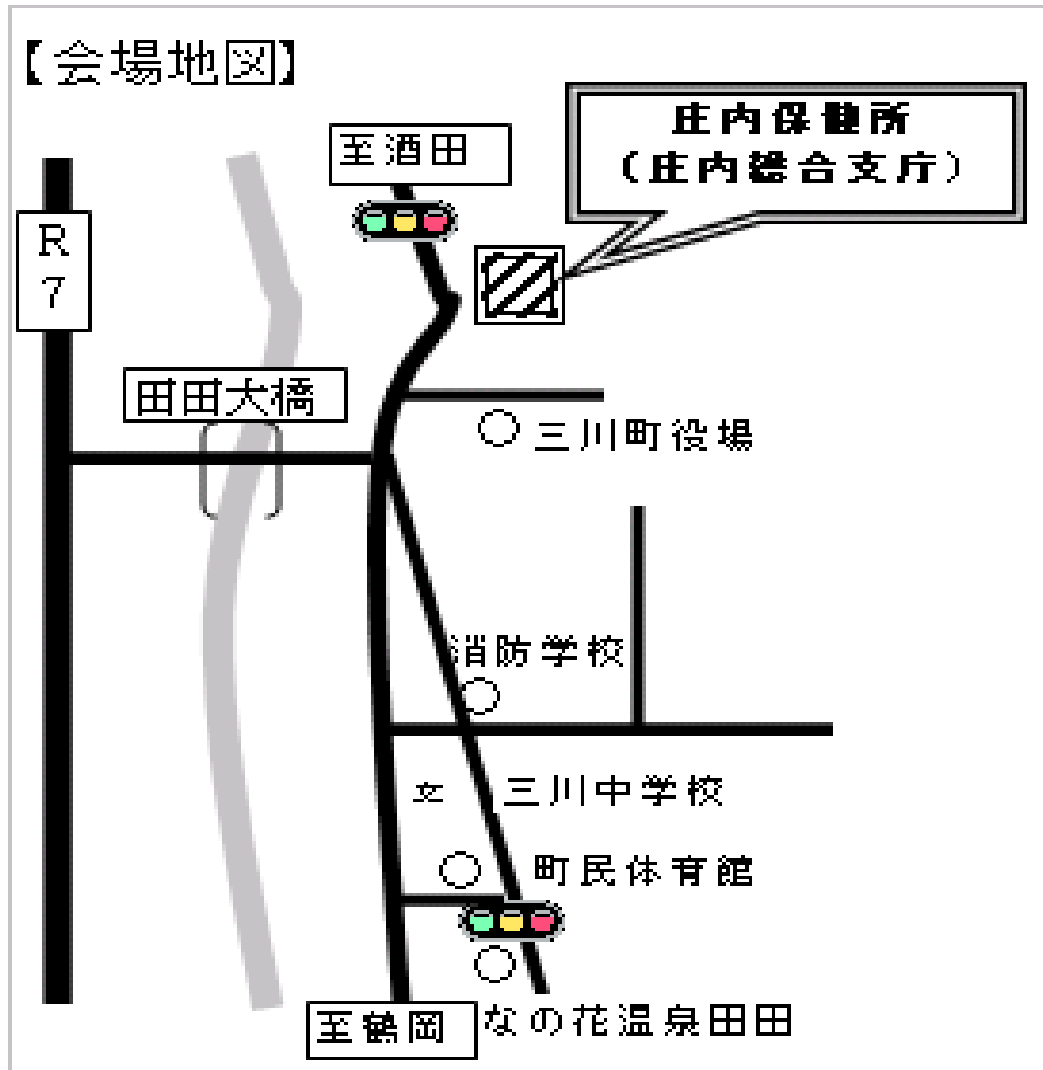 【会場地図】
庄内保健所
(庄内総合支庁)
至酒田
R
7
田田大橋
三川町役場
消防学校
文
三川中学校
町民体育館
なの花温泉田田
至鶴岡